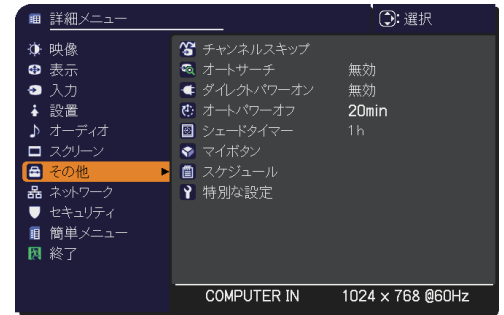 詳細メニュー
:選択
映像
表示
入力
設置
オーディオ
スクリーン
その他
ネットワーク
セキュリティ
簡単メニュー
終了
チャンネルスキップ
オートサーチ 無効
ダイレクトパワーオン 無効
オートパワーオフ 20min
シェードタイマー 1h
マイボタン
スケジュール
特別な設定
COMPUTER IN 1024 x 768 @60Hz